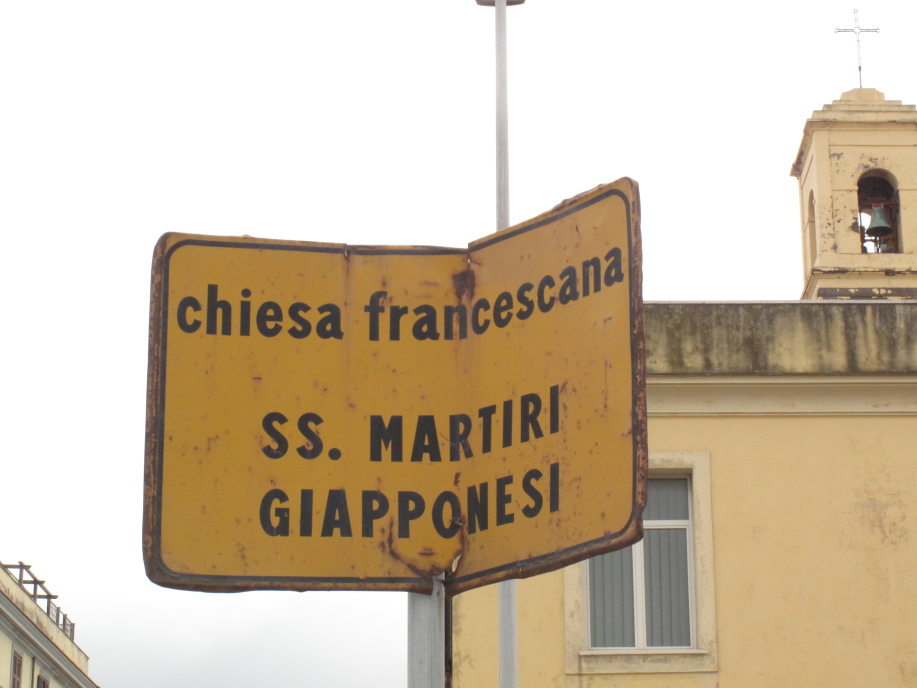 chiesa francescana
SS. MARTIRI
GIAPPONESI